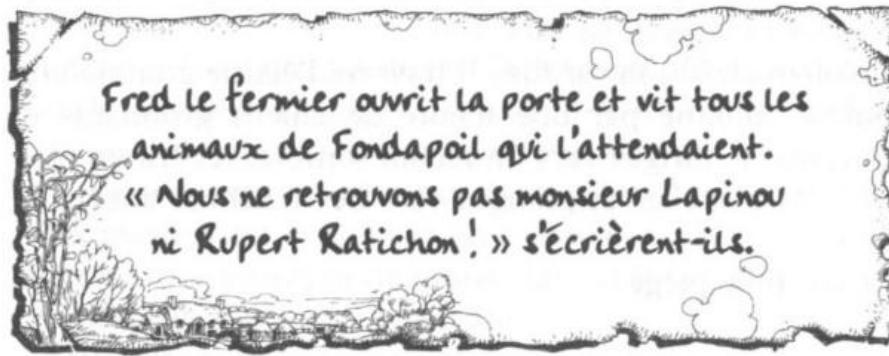 Fred le fermier ouvrit la porte et vit tous les
animaux de Fondapoil qui l'attendaient.
« Nous ne retrouvons pas monsieur Lapinou
ni Rupert Ratichon ! » s'écrièrent-ils.